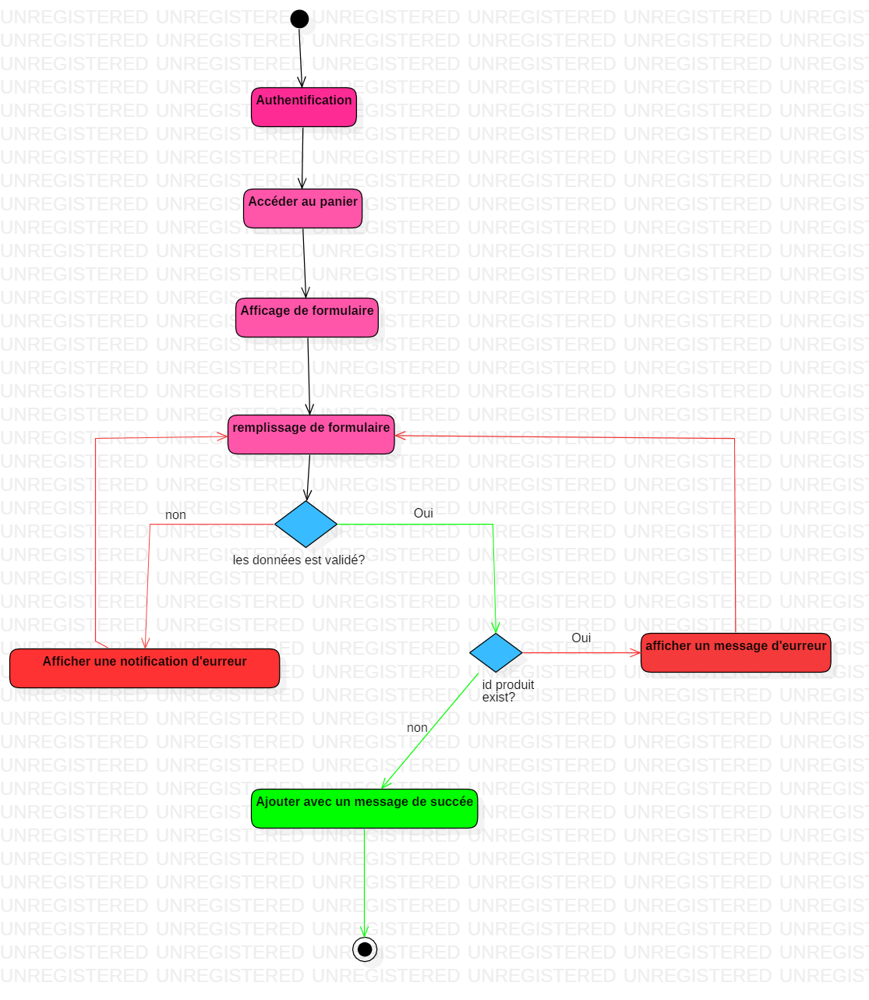 Authentification
Accéder au panier
Afficage de formulaire
remplissage de formulaire
non
Oui
les données est validé?
Oui
afficher un message d'eurreur
Afficher une notification d'eurreur
id produit
exist?
non
Ajouter avec un message de succée
UNREGISTERED